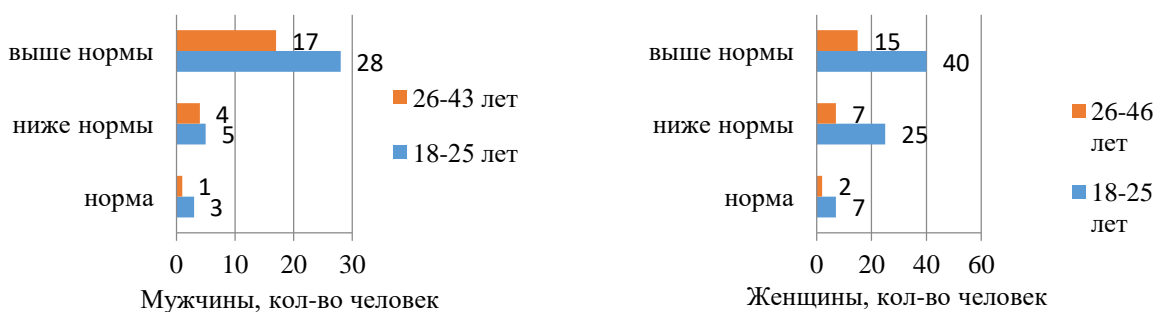 выше нормы
17
28
ниже нормы
4
5
норма
1
3
0 10 20 30
Мужчины, кол-во человек
26-43 лет
18-25 лет
выше нормы
15
40
ниже нормы
7
25
норма
2
7
0 20 40 60
Женщины, кол-во человек
26-46
лет
18-25
лет